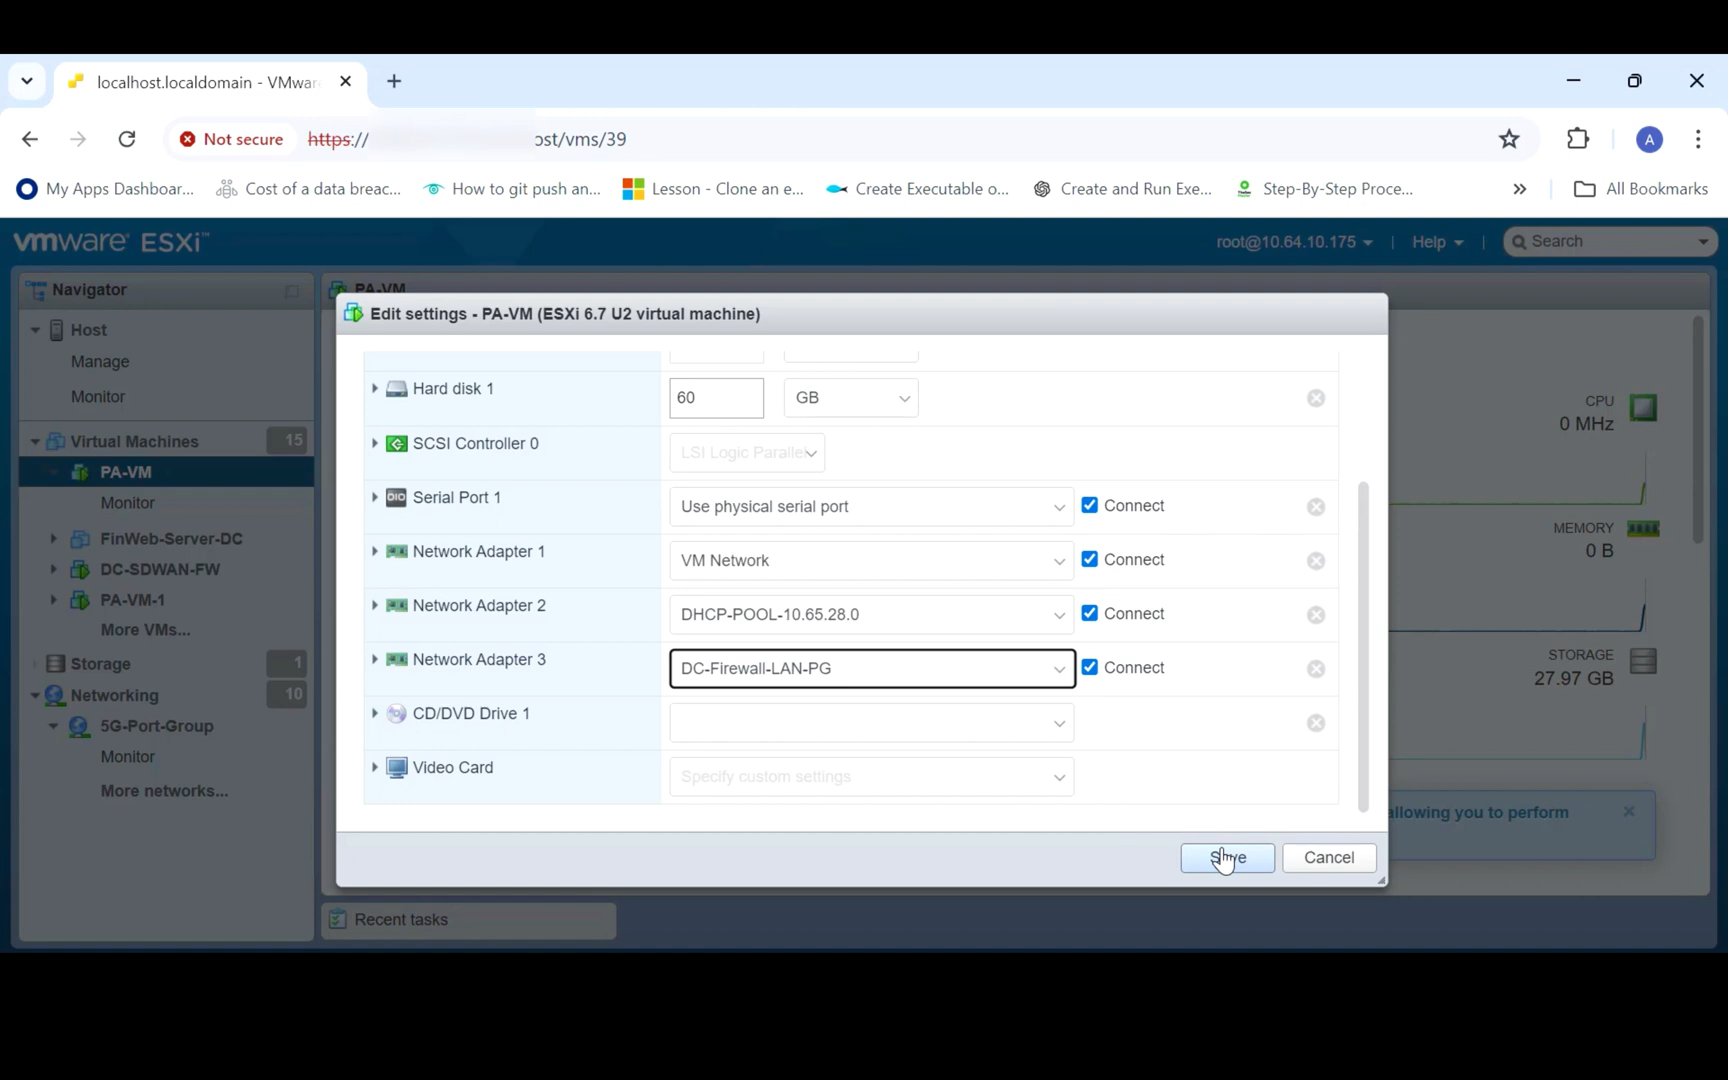 localhost.localdomain - VMwar
Not secure https:// ost/vms/39 A
My Apps Dashboar... Cost of a data breac... How to git push an... Lesson - Clone an e... Create Executable o... Create and Run Exe... Step-By-Step Proce... » All Bookmarks
vmware® ESXi™ root@10.64.10.175 | Help | Search
Navigator
PA-VM
Host
Manage
Monitor
Virtual Machines 15
PA-VM
Monitor
FinWeb-Server-DC
DC-SDWAN-FW
PA-VM-1
More VMs...
Storage 1
Networking 10
5G-Port-Group
Monitor
More networks...
Edit settings - PA-VM (ESXi 6.7 U2 virtual machine)
Hard disk 1 60 GB
SCSI Controller 0 LSI Logic Parallel
Serial Port 1 Use physical serial port Connect
Network Adapter 1 VM Network Connect
Network Adapter 2 DHCP-POOL-10.65.28.0 Connect
Network Adapter 3 DC-Firewall-LAN-PG Connect
CD/DVD Drive 1
Video Card Specify custom settings
Save Cancel
CPU
0 MHz
MEMORY
0 B
STORAGE
27.97 GB
allowing you to perform
Recent tasks